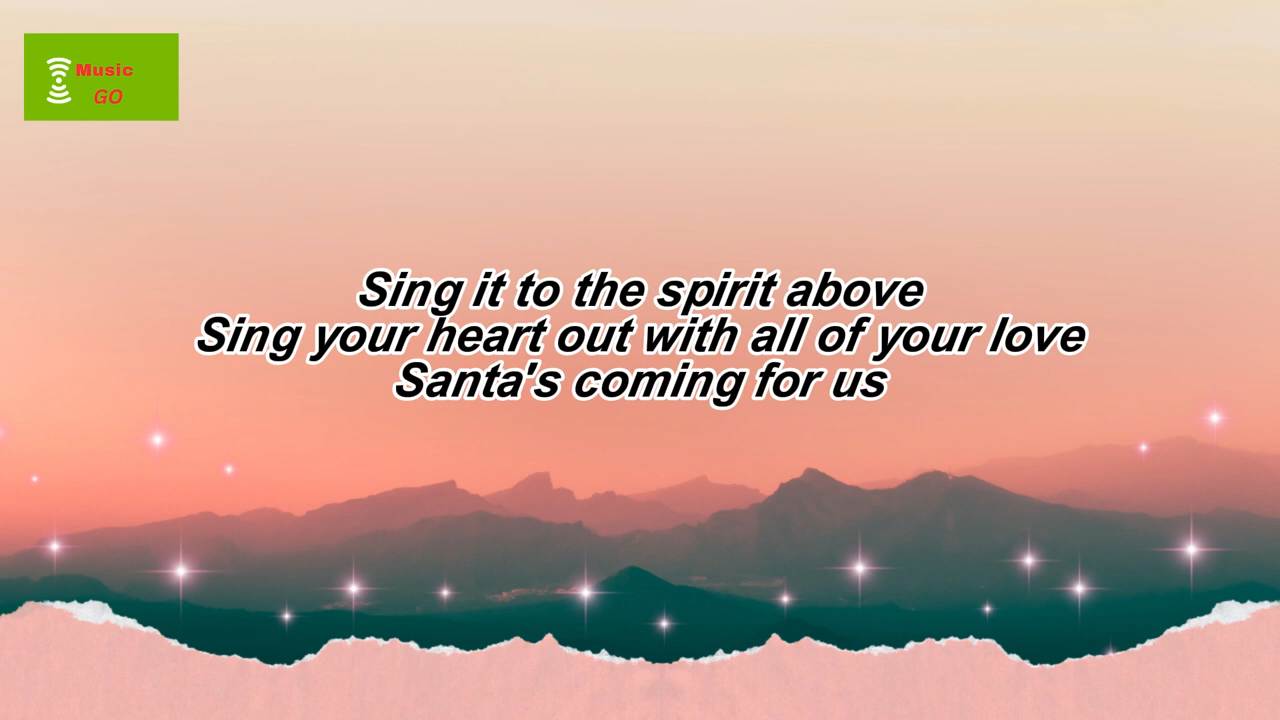 Music
GO
Sing it to the spirit above
Sing your heart out with all of your love
Santa's coming for us